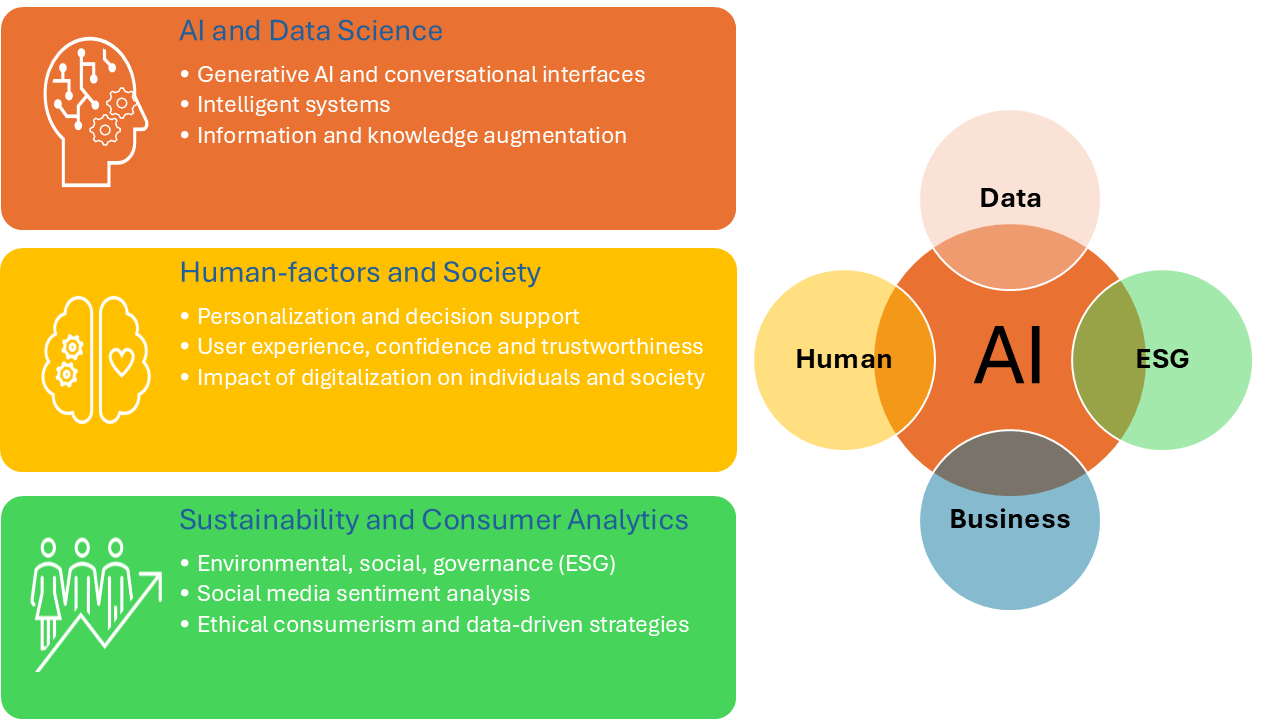 AI and Data Science
• Generative AI and conversational interfaces
• Intelligent systems
• Information and knowledge augmentation
Human-factors and Society
• Personalization and decision support
• User experience, confidence and trustworthiness
• Impact of digitalization on individuals and society
Sustainability and Consumer Analytics
• Environmental, social, governance (ESG)
• Social media sentiment analysis
• Ethical consumerism and data-driven strategies
Data
Human
AI
ESG
Business